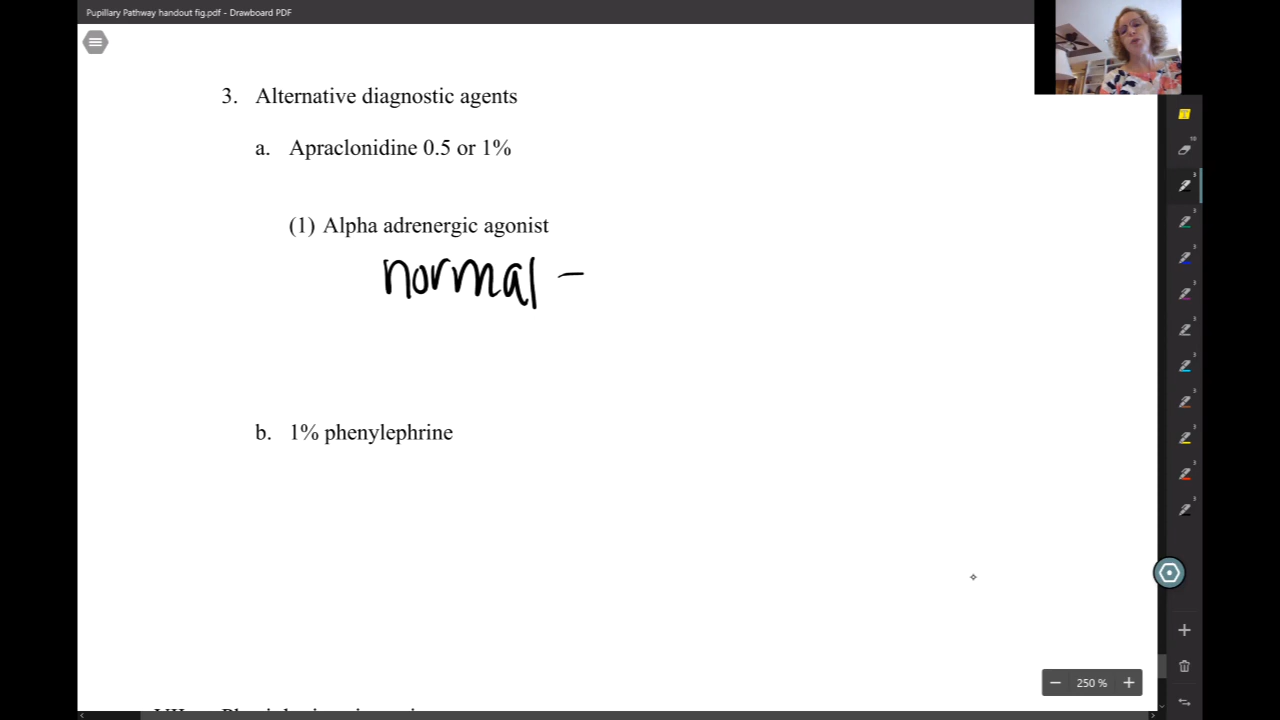 Pupillary Pathway handout fig.pdf - Drawboard PDF
3. Alternative diagnostic agents
a. Apraclonidine 0.5 or 1%
(1) Alpha adrenergic agonist
normal –
b. 1% phenylephrine
250 %